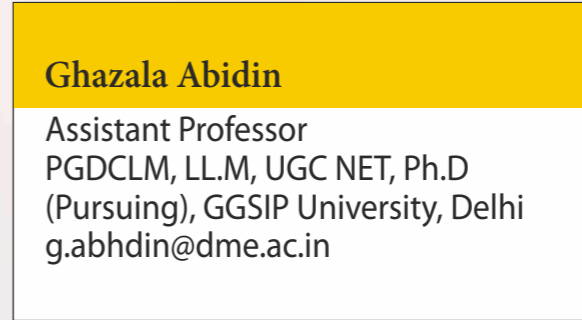 Ghazala Abidin
Assistant Professor
PGDCLM, LL.M, UGC NET, Ph.D
(Pursuing), GGSIP University, Delhi
g.abhdin@dme.ac.in